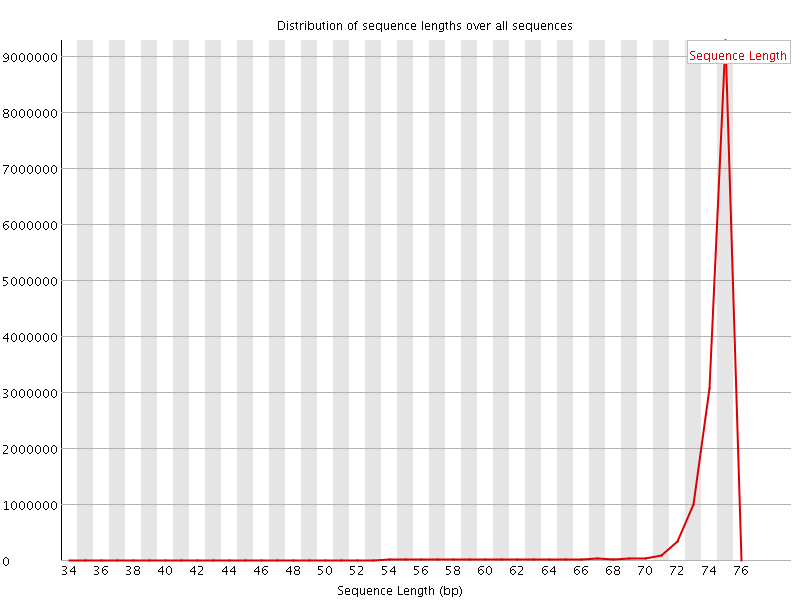 Distribution of sequence lengths over all sequences
Sequence Length
9000000
8000000
7000000
6000000
5000000
4000000
3000000
2000000
1000000
0
34 36 38 40 42 44 46 48 50 52 54 56 58 60 62 64 66 68 70 72 74 76
Sequence Length (bp)